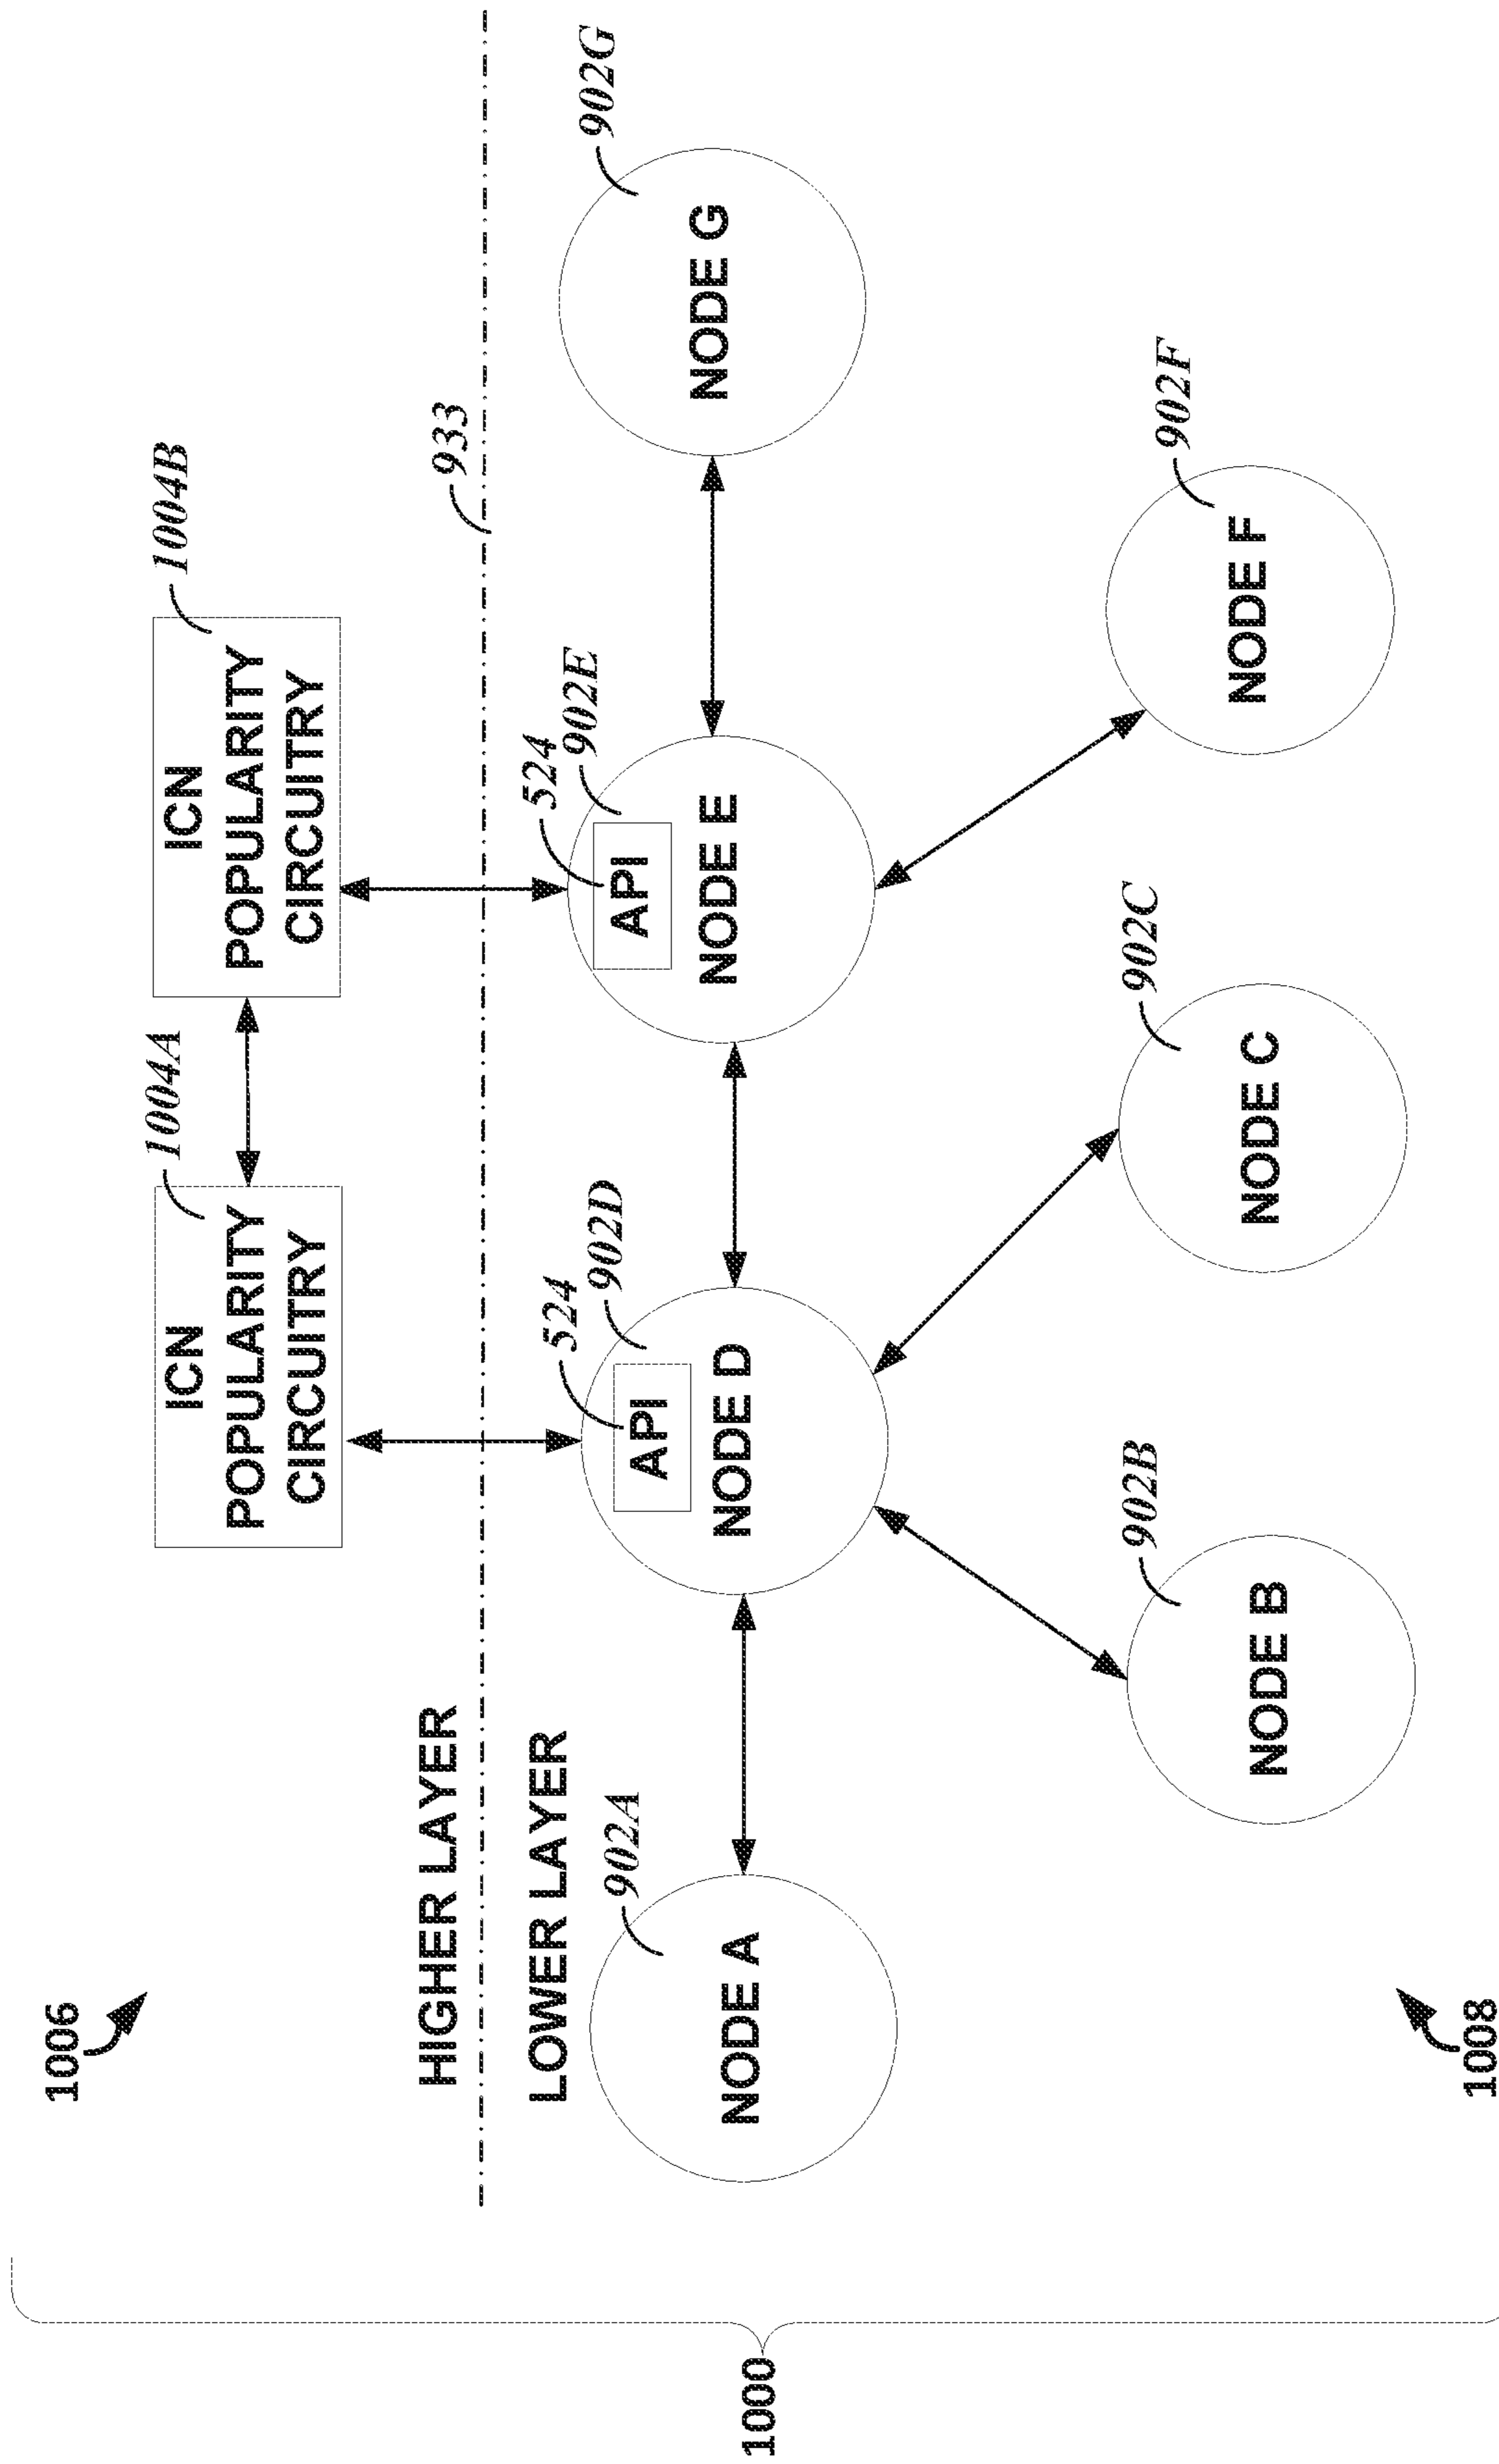 1006
1004A
1004B
ICN
POPULARITY
CIRCUITRY
ICN
POPULARITY
CIRCUITRY
HIGHER LAYER
933
LOWER LAYER
902A
524
902D
524
902E
902G
API
API
NODE A
NODE D
NODE E
NODE G
1000
902B
902C
902F
NODE B
NODE C
NODE F
1008